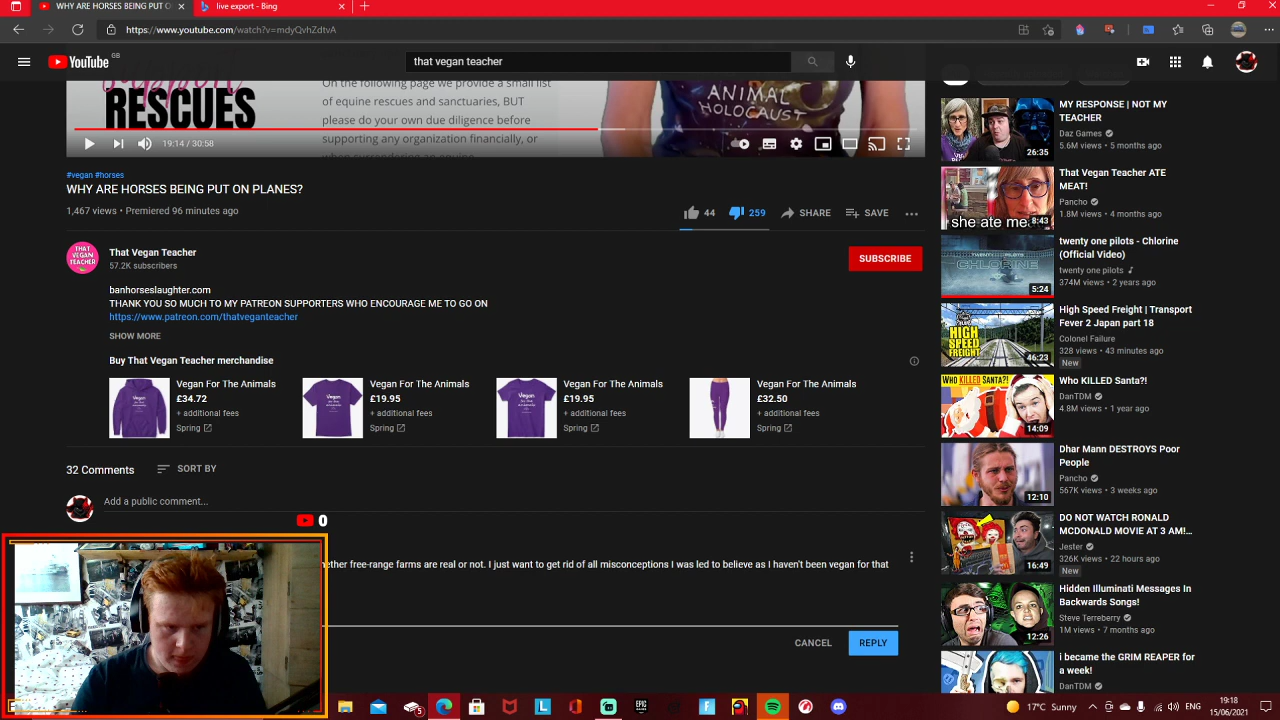 WHY ARE HORSES BEING PUT O
live export - Bing
https://www.youtube.com/watch?v=mdyQvhZdtvA
YouTube GB
that vegan teacher
RESCUES
On the following page we provide a small list
of equine rescues and sanctuaries, BUT
please do your own due diligence before
supporting any organization financially, or
when surrendering an equine
ANIMAL
HOLOCAUST
19:14 / 30:58
#vegan #horses
WHY ARE HORSES BEING PUT ON PLANES?
1,467 views • Premiered 96 minutes ago
44
259
SHARE
SAVE
That Vegan Teacher
57.2K subscribers
SUBSCRIBE
banhorseslaughter.com
THANK YOU SO MUCH TO MY PATREON SUPPORTERS WHO ENCOURAGE ME TO GO ON
https://www.patreon.com/thatveganteacher
SHOW MORE
Buy That Vegan Teacher merchandise
Vegan For The Animals
£34.72
+ additional fees
Spring
Vegan For The Animals
£19.95
+ additional fees
Spring
Vegan For The Animals
£19.95
+ additional fees
Spring
Vegan For The Animals
£32.50
+ additional fees
Spring
32 Comments
SORT BY
Add a public comment...
0
ether free-range farms are real or not. I just want to get rid of all misconceptions I was led to believe as I haven't been vegan for that
CANCEL
REPLY
MY RESPONSE | NOT MY
TEACHER
Daz Games
5.6M views • 5 months ago
26:35
That Vegan Teacher ATE
MEAT!
Pancho
1.8M views • 4 months ago
she ate me
8:43
twenty one pilots - Chlorine
(Official Video)
twenty one pilots
374M views • 2 years ago
CHLORINE
5:24
High Speed Freight | Transport
Fever 2 Japan part 18
Colonel Failure
328 views • 43 minutes ago
New
HIGH
SPEED
FREIGHT
46:23
Who KILLED Santa?!
DanTDM
4.8M views • 1 year ago
WHO KILLED SANTA?!
14:09
Dhar Mann DESTROYS Poor
People
Pancho
567K views • 3 weeks ago
12:10
DO NOT WATCH RONALD
MCDONALD MOVIE AT 3 AM!...
Jester
326K views • 22 hours ago
New
16:49
Hidden Illuminati Messages In
Backwards Songs!
Steve Terreberry
1M views • 7 months ago
12:26
i became the GRIM REAPER for
a week!
DanTDM
5
EPIC
GAMES
17°C Sunny
ENG
19:18
15/06/2021